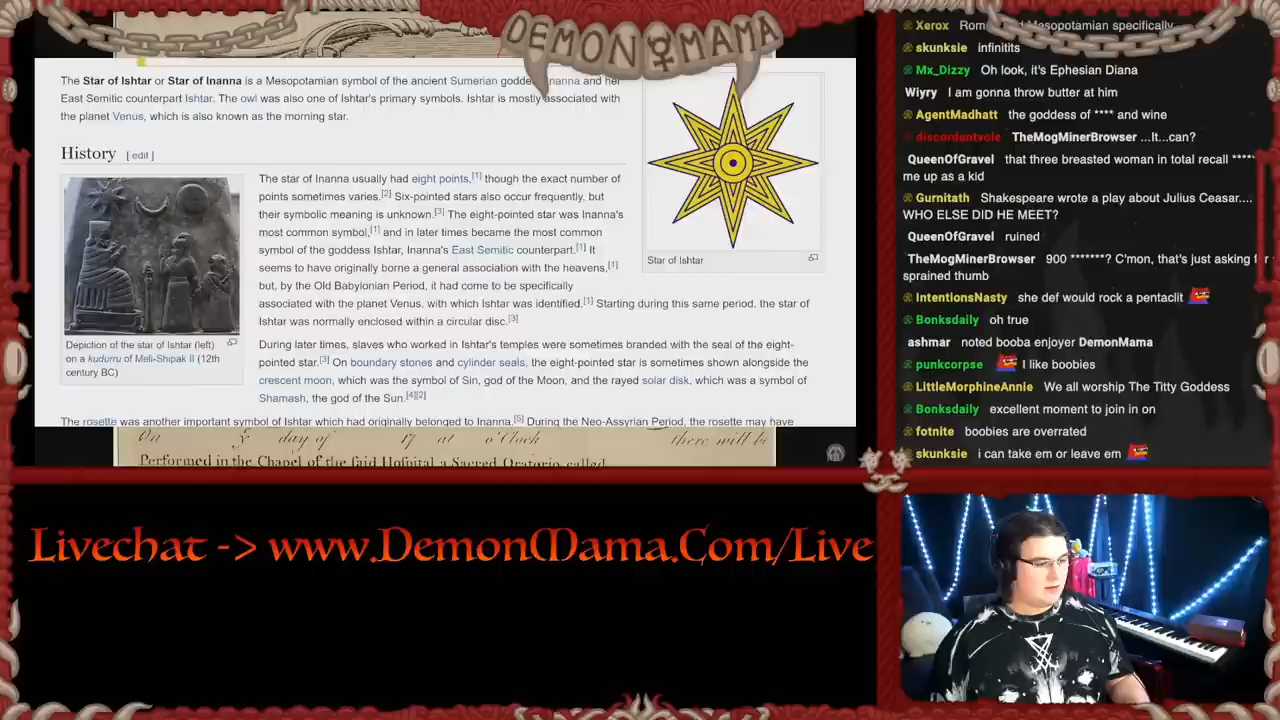 DEMON MAMA
The Star of Ishtar or Star of Inanna is a Mesopotamian symbol of the ancient Sumerian goddess Inanna and her
East Semitic counterpart Ishtar. The owl was also one of Ishtar's primary symbols. Ishtar is mostly associated with
the planet Venus, which is also known as the morning star.
History [ edit ]
The star of Inanna usually had eight points,[1] though the exact number of
points sometimes varies.[2] Six-pointed stars also occur frequently, but
their symbolic meaning is unknown.[3] The eight-pointed star was Inanna's
most common symbol,[1] and in later times became the most common
symbol of the goddess Ishtar, Inanna's East Semitic counterpart.[1] It
seems to have originally borne a general association with the heavens,[1]
but, by the Old Babylonian Period, it had come to be specifically
associated with the planet Venus, with which Ishtar was identified.[1] Starting during this same period, the star of
Ishtar was normally enclosed within a circular disc.[3]
During later times, slaves who worked in Ishtar's temples were sometimes branded with the seal of the eight-
pointed star.[3] On boundary stones and cylinder seals, the eight-pointed star is sometimes shown alongside the
crescent moon, which was the symbol of Sin, god of the Moon, and the rayed solar disk, which was a symbol of
Shamash, the god of the Sun.[4][2]
The rosette was another important symbol of Ishtar which had originally belonged to Inanna.[5] During the Neo-Assyrian Period, the rosette may have
Depiction of the star of Ishtar (left)
on a kudurru of Meli-Shipak II (12th
century BC)
Star of Ishtar
On yͤ day of 17 at o'Clock there will be
Performed in the Chapel of the said Hospital a Sacred Oratorio called
Xerox Mesopotamian specifically
skunksie infinitits
Mx_Dizzy Oh look, it's Ephesian Diana
Wiyry I am gonna throw butter at him
AgentMadhatt the goddess of **** and wine
discordantvole TheMogMinerBrowser ...It...can?
QueenOfGravel that three breasted woman in total recall *****
me up as a kid
Gurnitath Shakespeare wrote a play about Julius Ceasar....
WHO ELSE DID HE MEET?
QueenOfGravel ruined
TheMogMinerBrowser 900 *******? C'mon, that's just asking for
sprained thumb
IntentionsNasty she def would rock a pentaclit
Bonksdaily oh true
ashmar noted booba enjoyer DemonMama
punkcorpse I like boobies
LittleMorphineAnnie We all worship The Titty Goddess
Bonksdaily excellent moment to join in on
fotnite boobies are overrated
skunksie i can take em or leave em
Livechat -> www.DemonMama.Com/Live